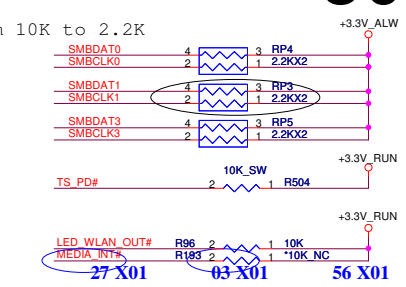 +3.3V_ALW
10K to 2.2K
SMBDAT0 4 3 RP4
SMBCLK0 2 1 2.2KX2
SMBDAT1 4 3 RP3
SMBCLK1 2 1 2.2KX2
SMBDAT3 4 3 RP5
SMBCLK3 2 1 2.2KX2
+3.3V_RUN
10K_SW
TS_PD# 2 1 R504
+3.3V_RUN
LED_WLAN_OUT# R96 2 1 10K
MEDIA_INT# R193 2 1 *10K_NC
27 X01 03 X01 56 X01